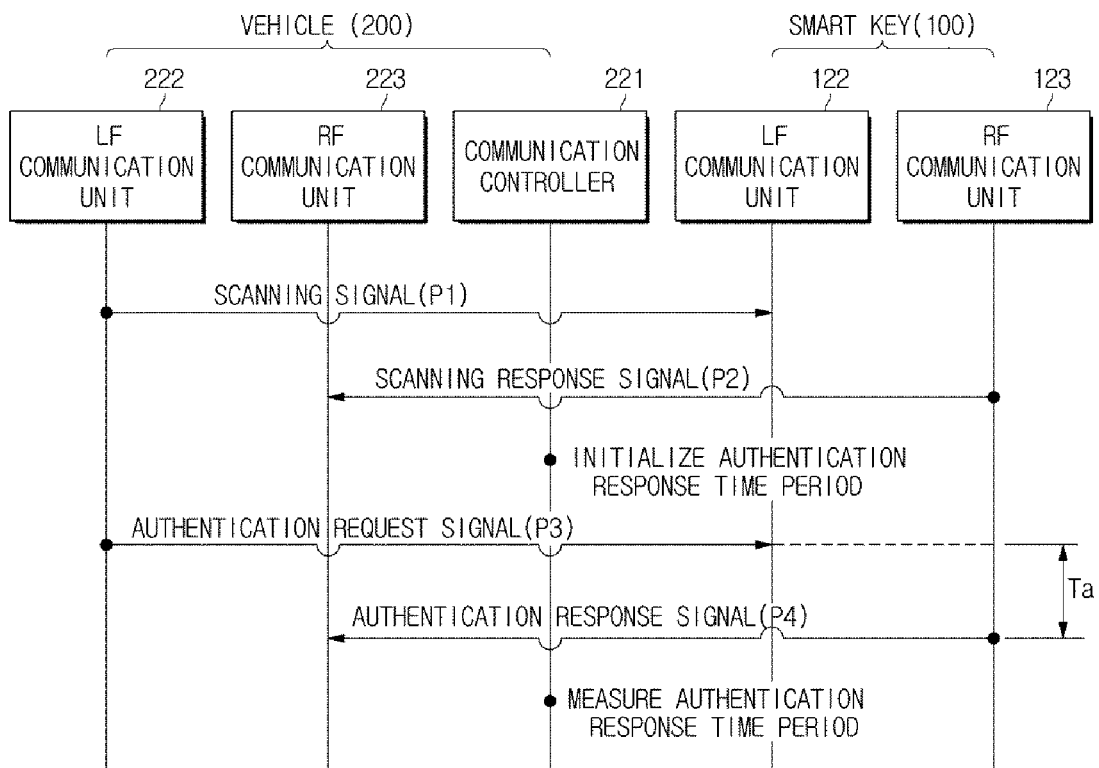 VEHICLE (200)
SMART KEY(100)
222
223
221
122
123
LF
COMMUNICATION
UNIT
RF
COMMUNICATION
UNIT
COMMUNICATION
CONTROLLER
LF
COMMUNICATION
UNIT
RF
COMMUNICATION
UNIT
SCANNING SIGNAL(P1)
SCANNING RESPONSE SIGNAL(P2)
INITIALIZE AUTHENTICATION
RESPONSE TIME PERIOD
AUTHENTICATION REQUEST SIGNAL(P3)
Ta
AUTHENTICATION RESPONSE SIGNAL(P4)
MEASURE AUTHENTICATION
RESPONSE TIME PERIOD